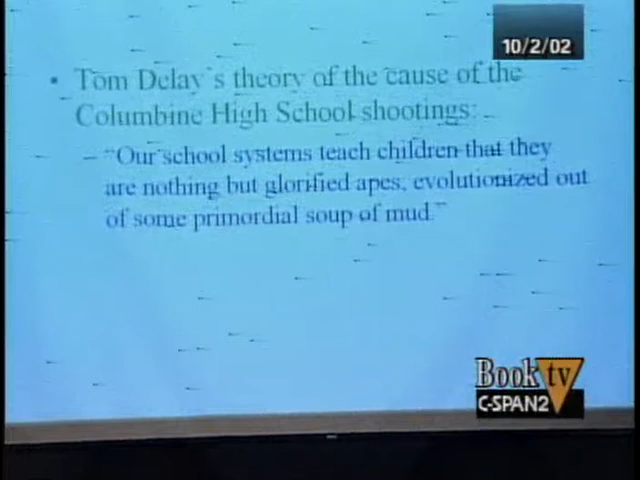 10/2/02
• Tom Delay's theory of the cause of the
Columbine High School shootings:
– "Our school systems teach children that they
are nothing but glorified apes, evolutionized out
of some primordial soup of mud"
Book tv
C-SPAN2